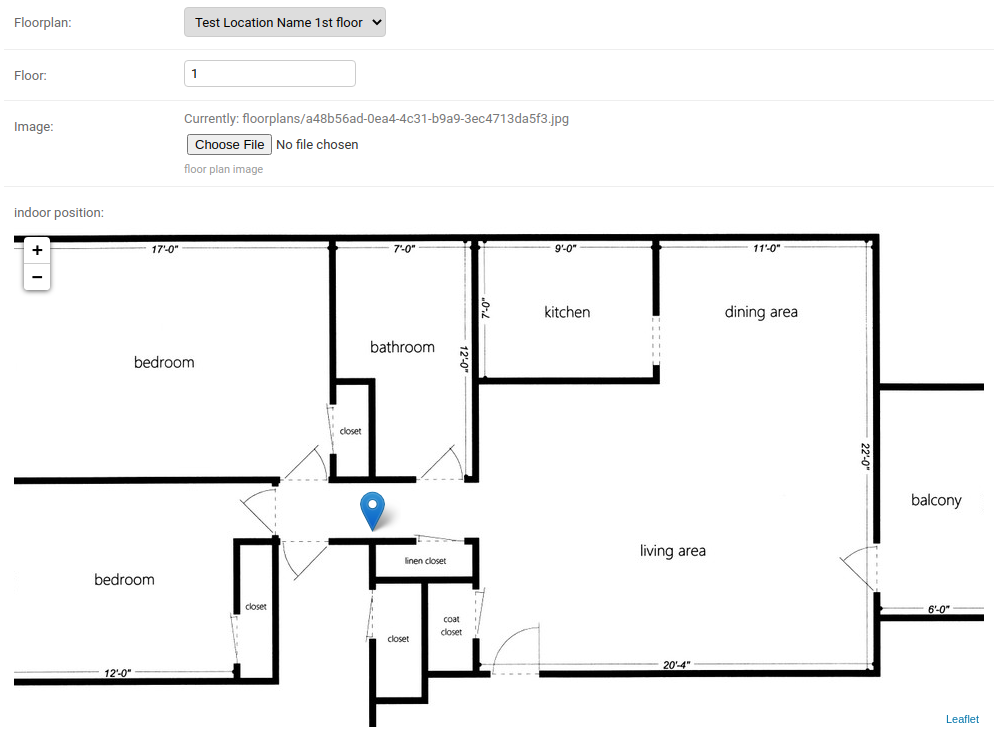 Floorplan:
Test Location Name 1st floor
Floor:
1
Image:
Currently: floorplans/a48b56ad-0ea4-4c31-b9a9-3ec4713da5f3.jpg
Choose File No file chosen
floor plan image
indoor position:
+
−
17'-0"
7'-0"
9'-0"
11'-0"
7'-0"
kitchen
dining area
bathroom
12'-0"
bedroom
closet
22'-0"
balcony
living area
linen closet
bedroom
closet
6'-0"
coat
closet
closet
20'-4"
12'-0"
Leaflet